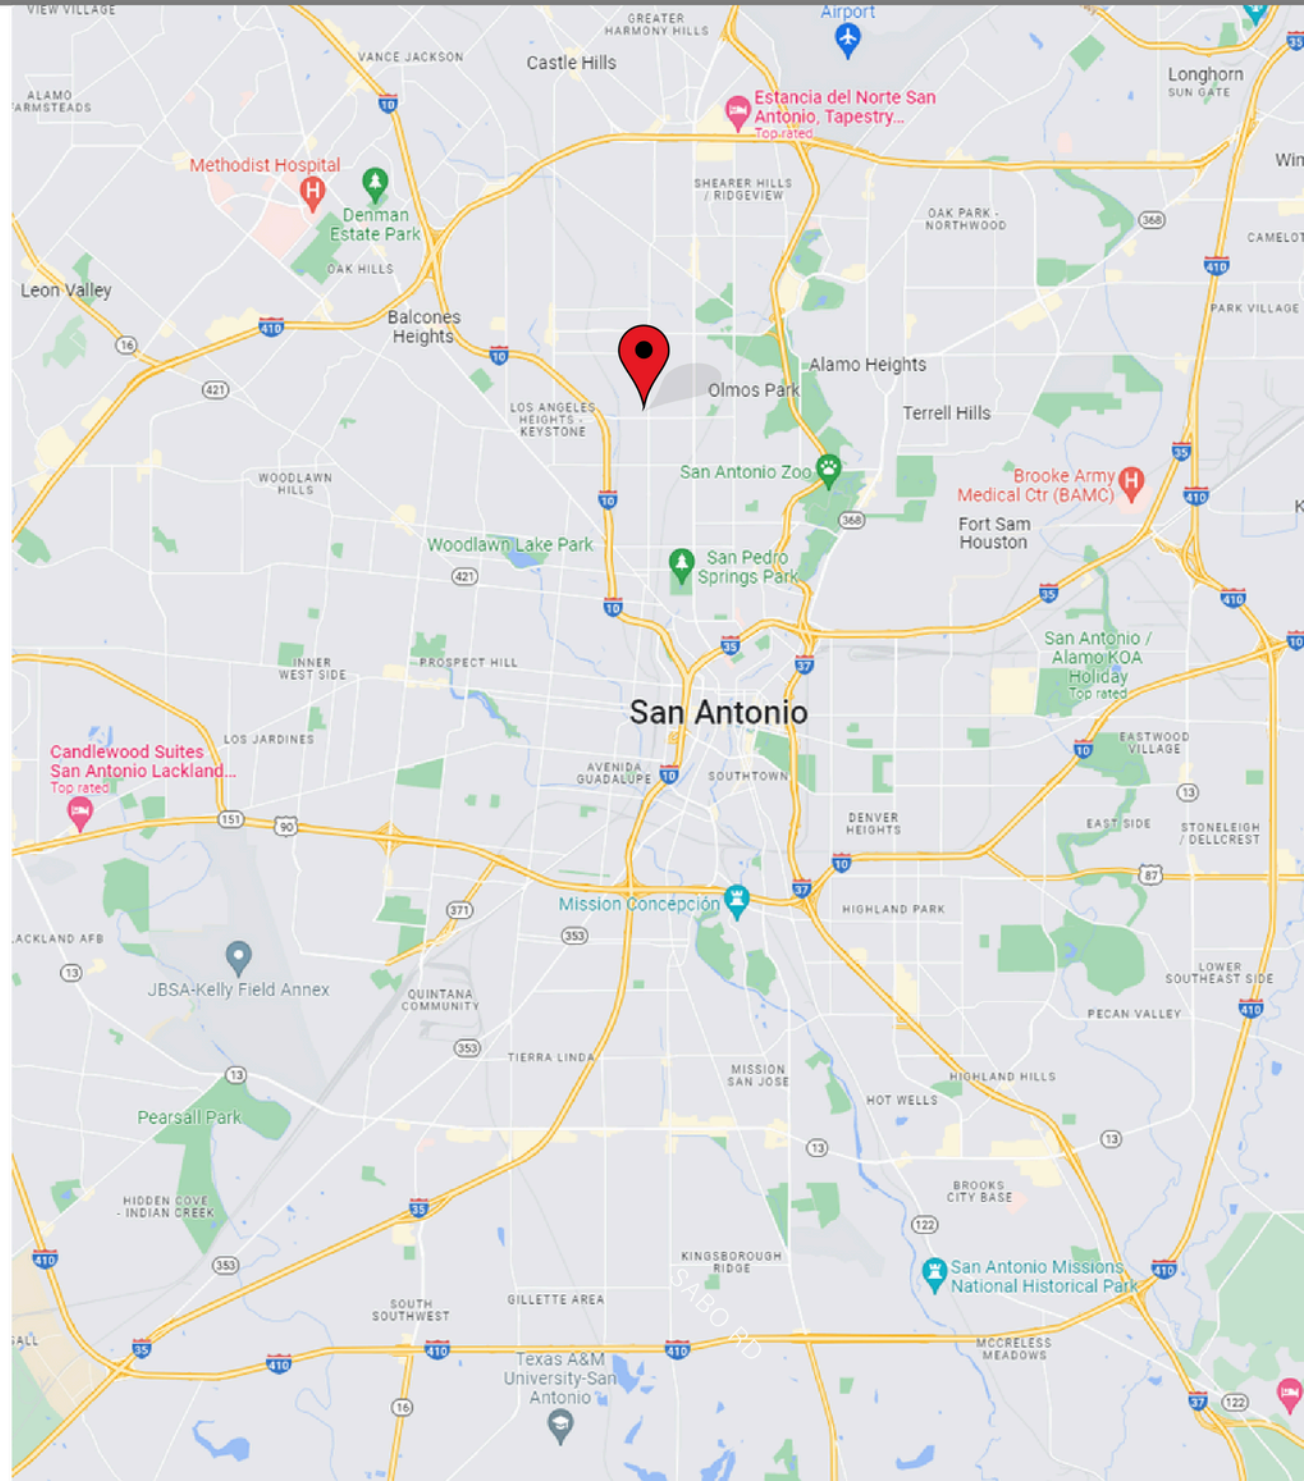 VIEW VILLAGE
GREATER
HARMONY HILLS
Airport
35
VANCE JACKSON
Castle Hills
Longhorn
SUN GATE
ALAMO
10
Estancia del Norte San
Antonio, Tapestry...
Top rated
Methodist Hospital
H
SHEARER HILLS
/ RIDGEVIEW
Denman
Estate Park
OAK PARK -
NORTHWOOD
368
OAK HILLS
410
Leon Valley
Balcones
Heights
410
PARK VILLAGE
16
10
Alamo Heights
421
Olmos Park
LOS ANGELES
HEIGHTS -
KEYSTONE
Terrell Hills
35
San Antonio Zoo
WOODLAWN
HILLS
Brooke Army
Medical Ctr (BAMC)
H
10
410
368
Fort Sam
Houston
Woodlawn Lake Park
San Pedro
Springs Park
421
10
35
410
35
37
San Antonio /
Alamo KOA
Holiday
Top rated
10
INNER
WEST SIDE
PROSPECT HILL
San Antonio
LOS JARDINES
10
EASTWOOD
VILLAGE
Candlewood Suites
San Antonio Lackland...
Top rated
AVENIDA
GUADALUPE
10
SOUTHTOWN
13
151
90
DENVER
HEIGHTS
EAST SIDE
STONELEIGH
/ DELLCREST
10
87
37
Mission Concepción
371
HIGHLAND PARK
353
LACKLAND AFB
13
JBSA-Kelly Field Annex
LOWER
SOUTHEAST SIDE
QUINTANA
COMMUNITY
410
PECAN VALLEY
353
TIERRA LINDA
MISSION
SAN JOSE
13
HIGHLAND HILLS
HOT WELLS
Pearsall Park
13
13
BROOKS
CITY BASE
HIDDEN COVE
- INDIAN CREEK
35
122
410
353
KINGSBOROUGH
RIDGE
San Antonio Missions
National Historical Park
410
SABO RD
SOUTH
SOUTHWEST
GILLETTE AREA
35
410
410
410
MCCRELESS
MEADOWS
Texas A&M
University-San
Antonio
16
37
122